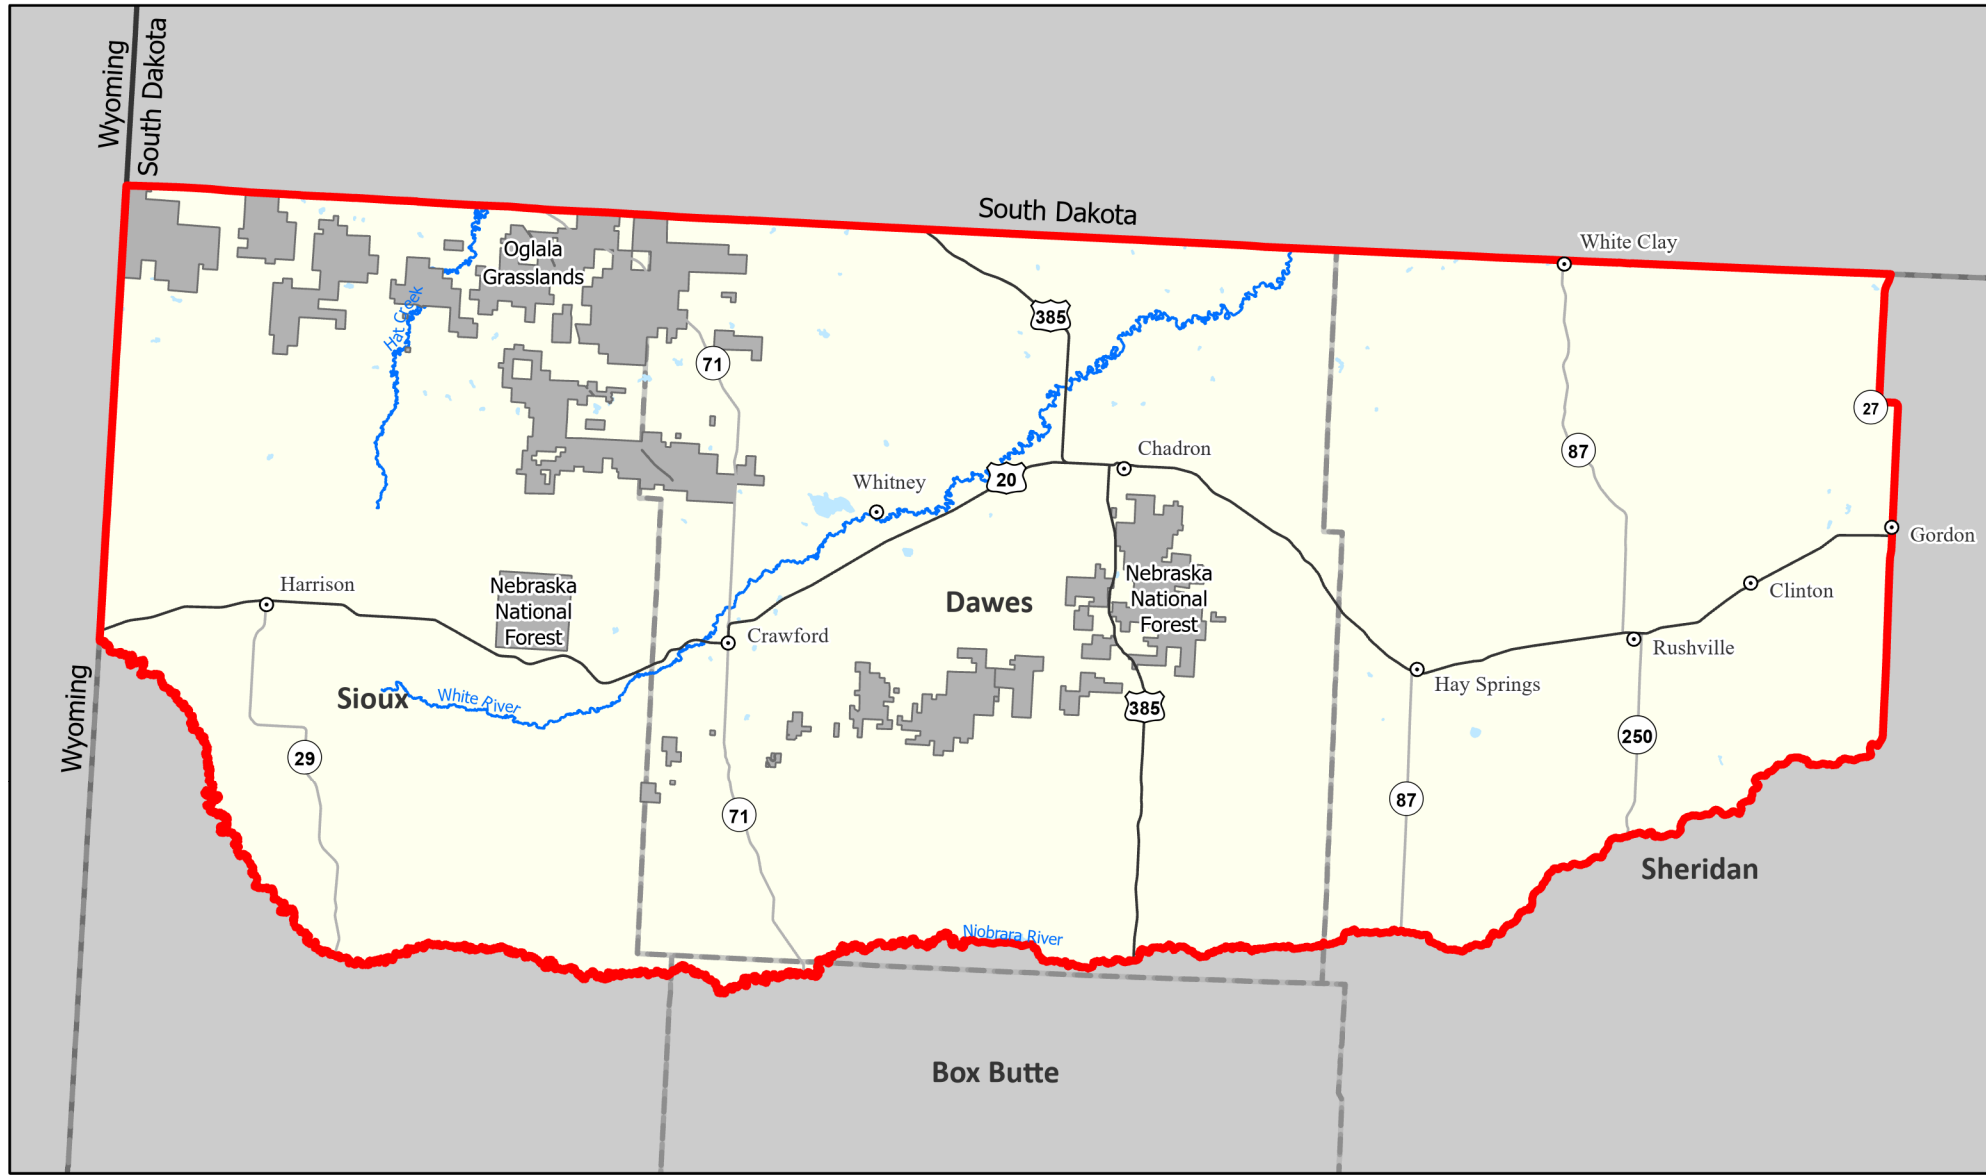 Wyoming
South Dakota
South Dakota
White Clay
Oglala
Grasslands
Hat Creek
385
71
27
87
Chadron
20
Whitney
Gordon
Nebraska
National
Forest
Harrison
Nebraska
National
Forest
Dawes
Clinton
Crawford
Rushville
Hay Springs
Sioux
White River
385
Wyoming
29
250
87
71
Sheridan
Niobrara River
Box Butte